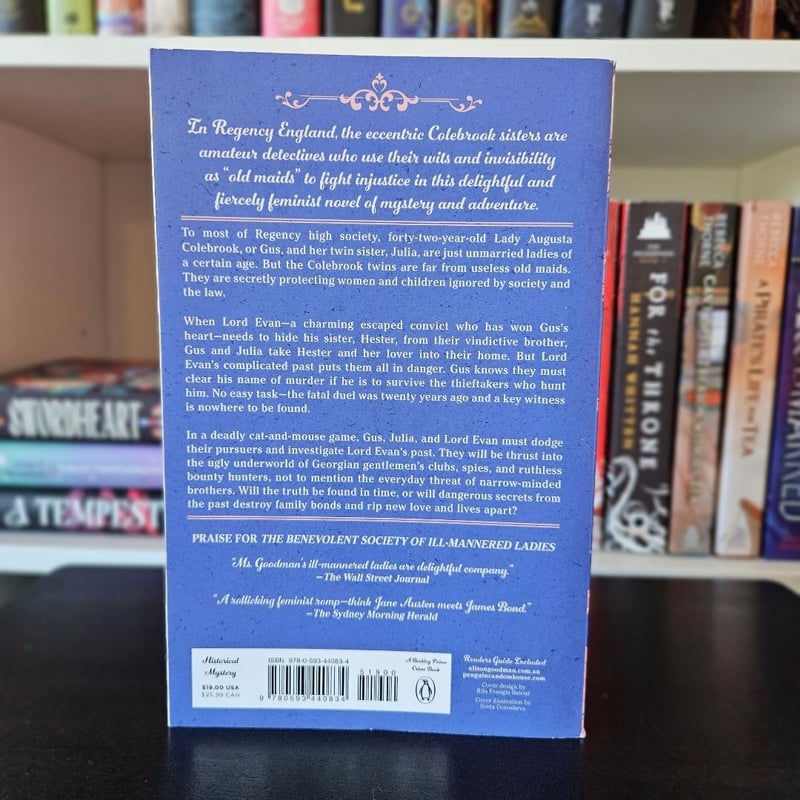 In Regency England, the eccentric Colebrook sisters are
amateur detectives who use their wits and invisibility
as "old maids" to fight injustice in this delightful and
fiercely feminist novel of mystery and adventure.
To most of Regency high society, forty-two-year-old Lady Augusta
Colebrook, or Gus, and her twin sister, Julia, are just unmarried ladies of
a certain age. But the Colebrook twins are far from useless old maids.
They are secretly protecting women and children ignored by society and
the law.
When Lord Evan—a charming escaped convict who has won Gus's
heart—needs to hide his sister, Hester, from their vindictive brother,
Gus and Julia take Hester and her lover into their home. But Lord
Evan's complicated past puts them all in danger. Gus knows they must
clear his name of murder if he is to survive the thieftakers who hunt
him. No easy task—the fatal duel was twenty years ago and a key witness
is nowhere to be found.
In a deadly cat-and-mouse game, Gus, Julia, and Lord Evan must dodge
their pursuers and investigate Lord Evan's past. They will be thrust into
the ugly underworld of Georgian gentlemen's clubs, spies, and ruthless
bounty hunters, not to mention the everyday threat of narrow-minded
brothers. Will the truth be found in time, or will dangerous secrets from
the past destroy family bonds and rip new love and lives apart?
PRAISE FOR THE BENEVOLENT SOCIETY OF ILL-MANNERED LADIES
"Ms. Goodman's ill-mannered ladies are delightful company."
—The Wall Street Journal
"A rollicking feminist romp—think Jane Austen meets James Bond."
—The Sydney Morning Herald
Historical
Mystery
$19.00 USA
$25.99 CAN
ISBN 978-0-593-44083-4
51900
9 780593 440834
A Berkley Prime
Crime Book
Readers Guide Included
alisongoodman.com.au
penguinrandomhouse.com
Cover design by
Rita Frangie Batour
Cover illustration by
Sveta Dorosheva
SWORDHEART
A TEMPEST
FOR the THRONE
HANNAH WHITTEN
REBECCA THORNE
CAN'T
REBECCA THORNE
A PIRATE'S LIFE for TEA